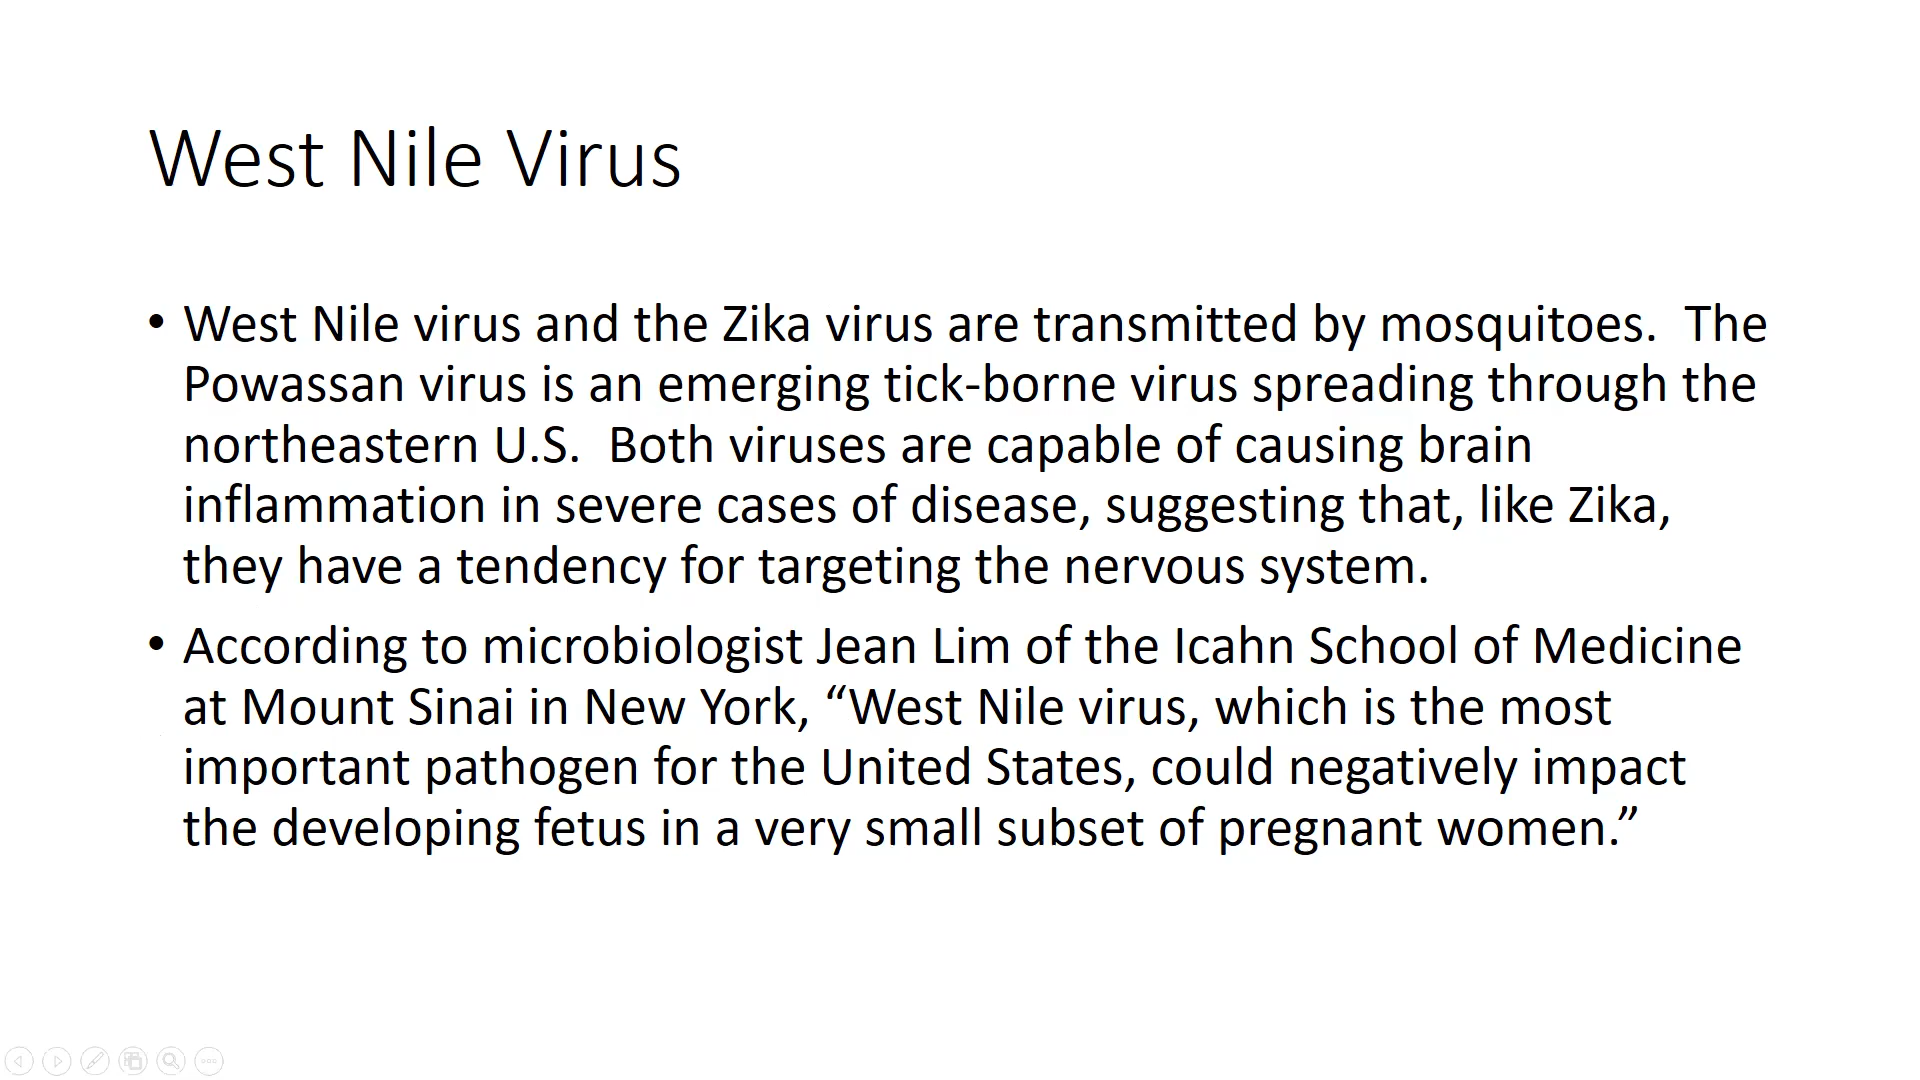 West Nile Virus
• West Nile virus and the Zika virus are transmitted by mosquitoes.  The
Powassan virus is an emerging tick-borne virus spreading through the
northeastern U.S.  Both viruses are capable of causing brain
inflammation in severe cases of disease, suggesting that, like Zika,
they have a tendency for targeting the nervous system.
• According to microbiologist Jean Lim of the Icahn School of Medicine
at Mount Sinai in New York, “West Nile virus, which is the most
important pathogen for the United States, could negatively impact
the developing fetus in a very small subset of pregnant women.”